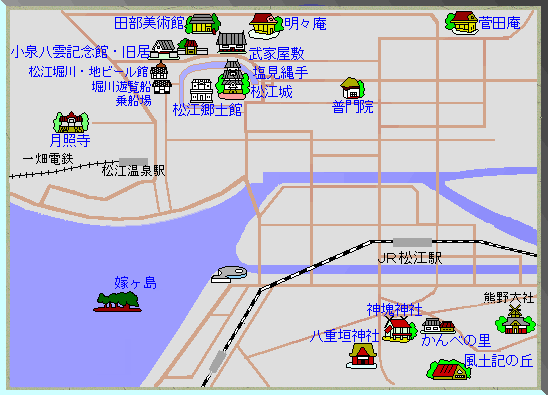 田部美術館
明々庵
菅田庵
小泉八雲記念館・旧居
武家屋敷
松江堀川・地ビール館
塩見縄手
堀川遊覧船
乗船場
松江城
松江郷土館
普門院
月照寺
一畑電鉄
松江温泉駅
JR松江駅
嫁ヶ島
熊野大社
神塊神社
八重垣神社
かんべの里
風土記の丘